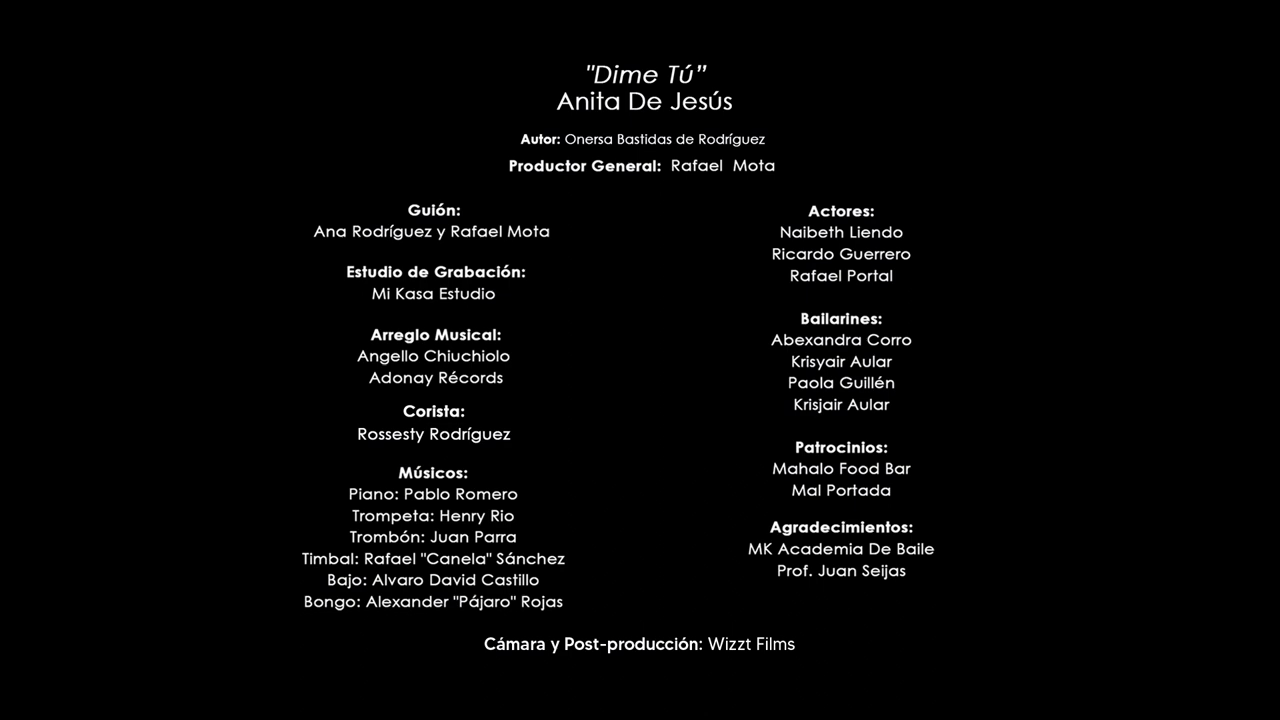 "Dime Tú”
Anita De Jesús
Autor: Onersa Bastidas de Rodríguez
Productor General: Rafael Mota
Guión:
Ana Rodríguez y Rafael Mota
Estudio de Grabación:
Mi Kasa Estudio
Arreglo Musical:
Angello Chiuchiolo
Adonay Récords
Corista:
Rossesty Rodríguez
Músicos:
Piano: Pablo Romero
Trompeta: Henry Rio
Trombón: Juan Parra
Timbal: Rafael "Canela" Sánchez
Bajo: Alvaro David Castillo
Bongo: Alexander "Pájaro" Rojas
Actores:
Naibeth Liendo
Ricardo Guerrero
Rafael Portal
Bailarines:
Abexandra Corro
Krisyair Aular
Paola Guillén
Krisjair Aular
Patrocinios:
Mahalo Food Bar
Mal Portada
Agradecimientos:
MK Academia De Baile
Prof. Juan Seijas
Cámara y Post-producción: Wizzt Films